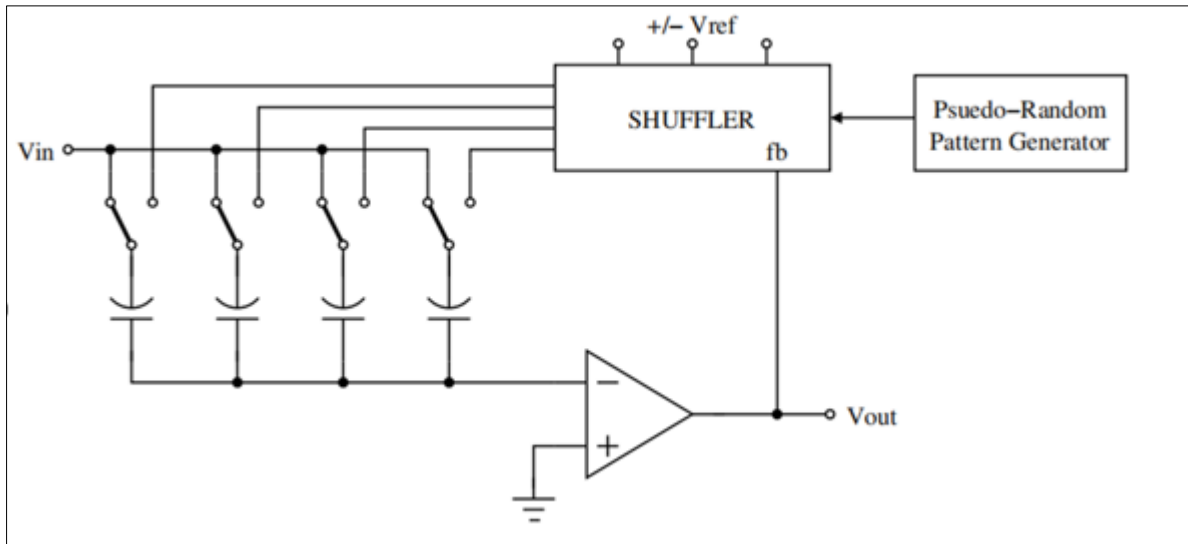 +/− Vref
SHUFFLER
Psuedo−Random
Pattern Generator
Vin
fb
− 
+
Vout